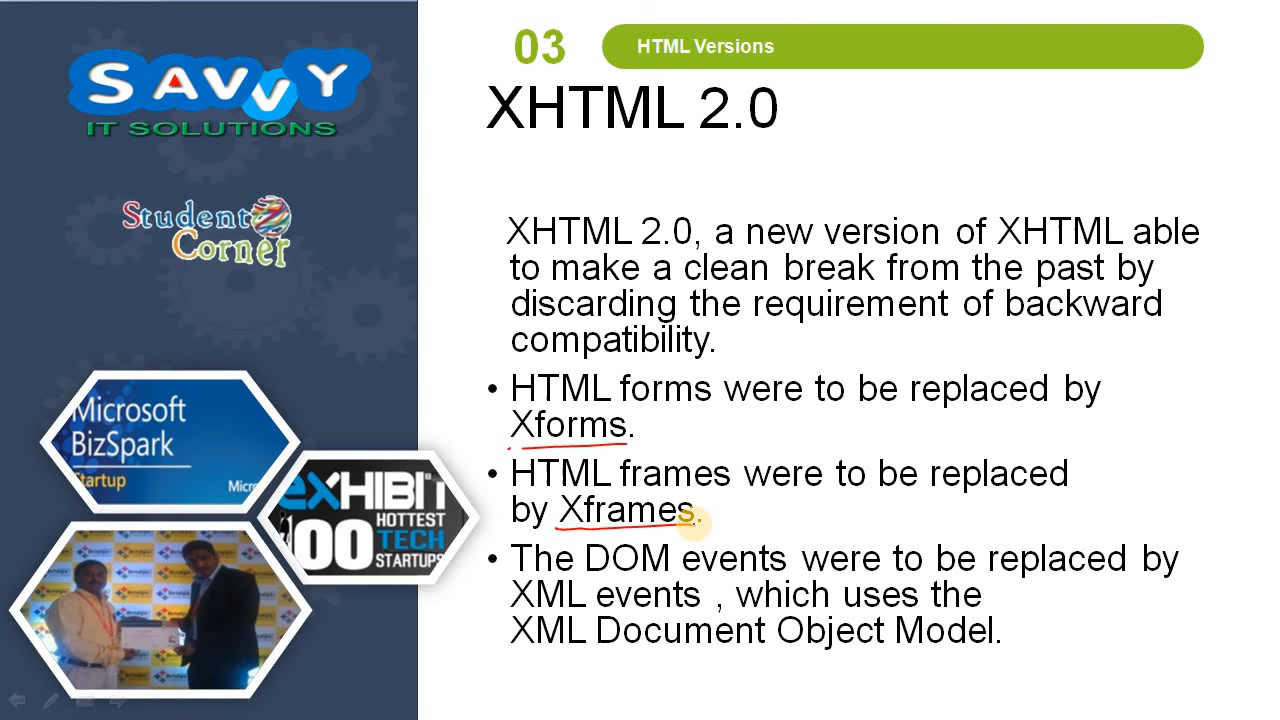 SAVVY
IT SOLUTIONS
Student
Corner
Microsoft
BizSpark
Startup
Micr
EXHIBIT
100
HOTTEST
TECH
STARTUPS
03
HTML Versions
XHTML 2.0
XHTML 2.0, a new version of XHTML able
to make a clean break from the past by
discarding the requirement of backward
compatibility.
• HTML forms were to be replaced by
Xforms.
• HTML frames were to be replaced
by Xframes.
• The DOM events were to be replaced by
XML events , which uses the
XML Document Object Model.